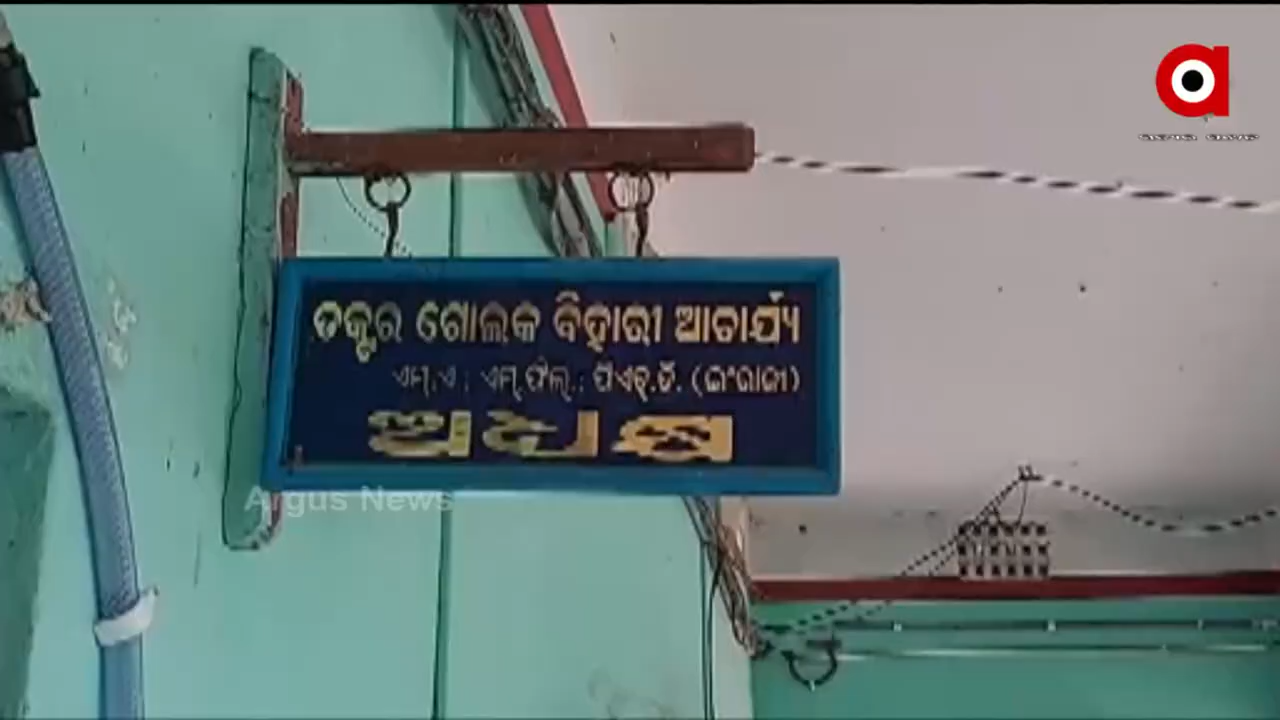 ଡକ୍ଟର ଗୋଲକ ବିହାରୀ ଆଚାର୍ଯ୍ୟ
ଏମ୍.ଏ ; ଏମ୍.ଫିଲ୍.; ପିଏଚ୍.ଡି. (ଇଂରାଜୀ)
ଅଧ୍ୟକ୍ଷ
Argus News